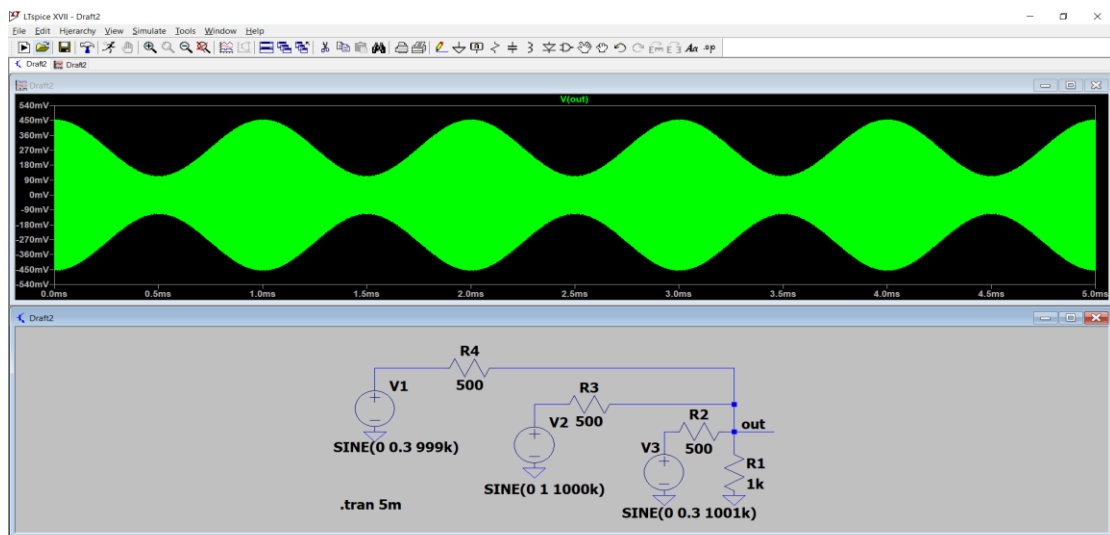 LTspice XVII - Draft2
File Edit Hierarchy View Simulate Tools Window Help
Draft2 Draft2
Draft2
V(out)
540mV
450mV
360mV
270mV
180mV
90mV
0mV
-90mV
-180mV
-270mV
-360mV
-450mV
-540mV
0.0ms 0.5ms 1.0ms 1.5ms 2.0ms 2.5ms 3.0ms 3.5ms 4.0ms 4.5ms 5.0ms
Draft2
R4
500
V1
SINE(0 0.3 999k)
R3
500
V2
SINE(0 1 1000k)
R2
500
V3
SINE(0 0.3 1001k)
out
R1
1k
.tran 5m